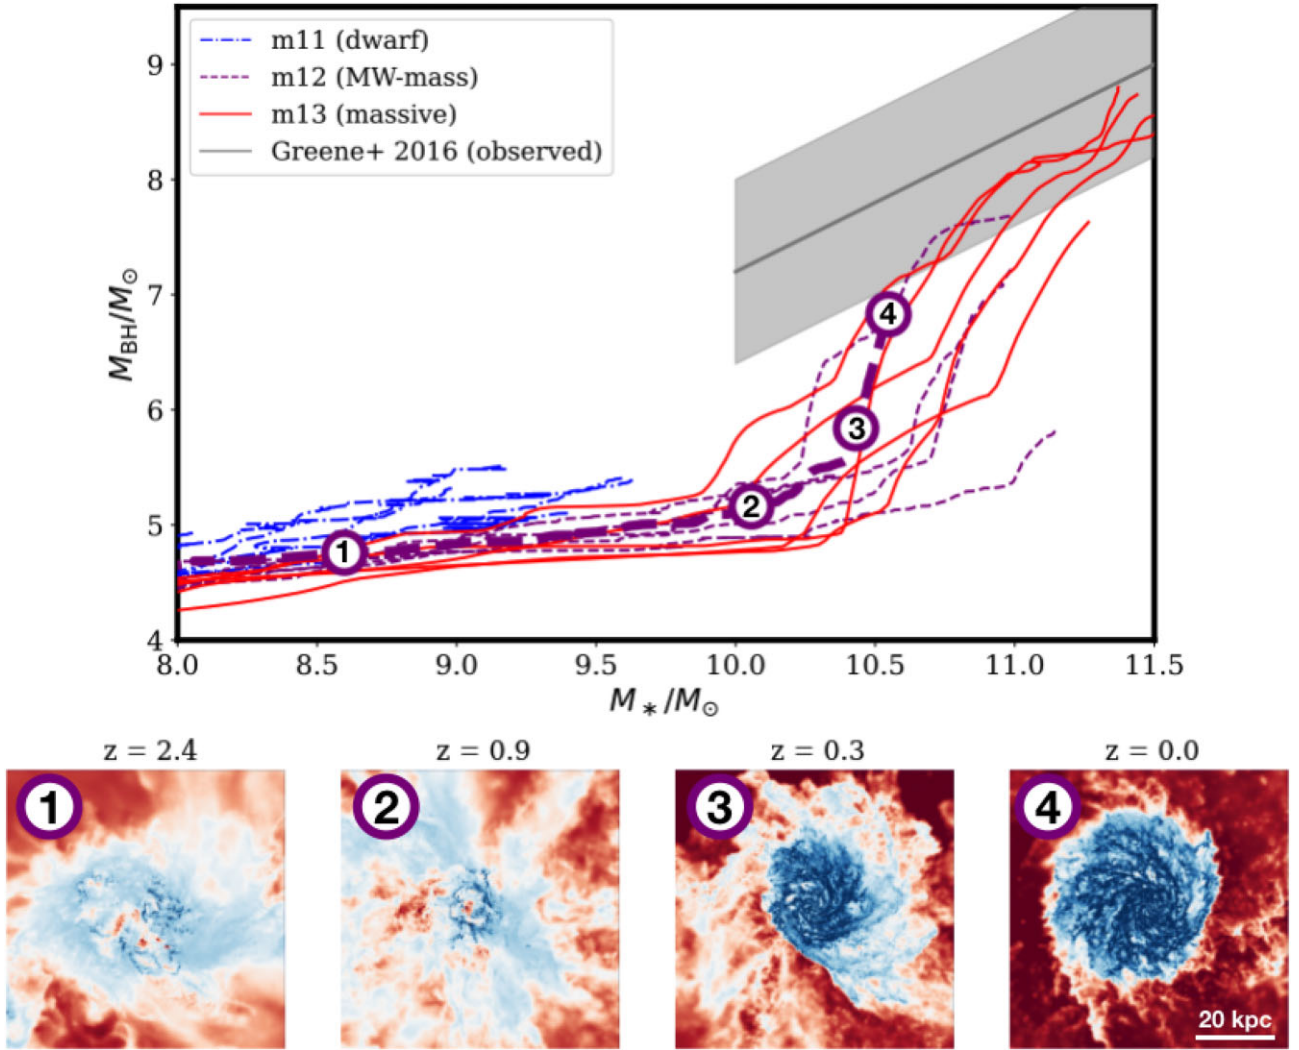 m11 (dwarf)
m12 (MW-mass)
m13 (massive)
Greene+ 2016 (observed)
M_BH/M_⊙
9
8
7
6
5
4
4
3
2
1
8.0 8.5 9.0 9.5 10.0 10.5 11.0 11.5
M_*/M_⊙
z = 2.4 z = 0.9 z = 0.3 z = 0.0
1 2 3 4
20 kpc